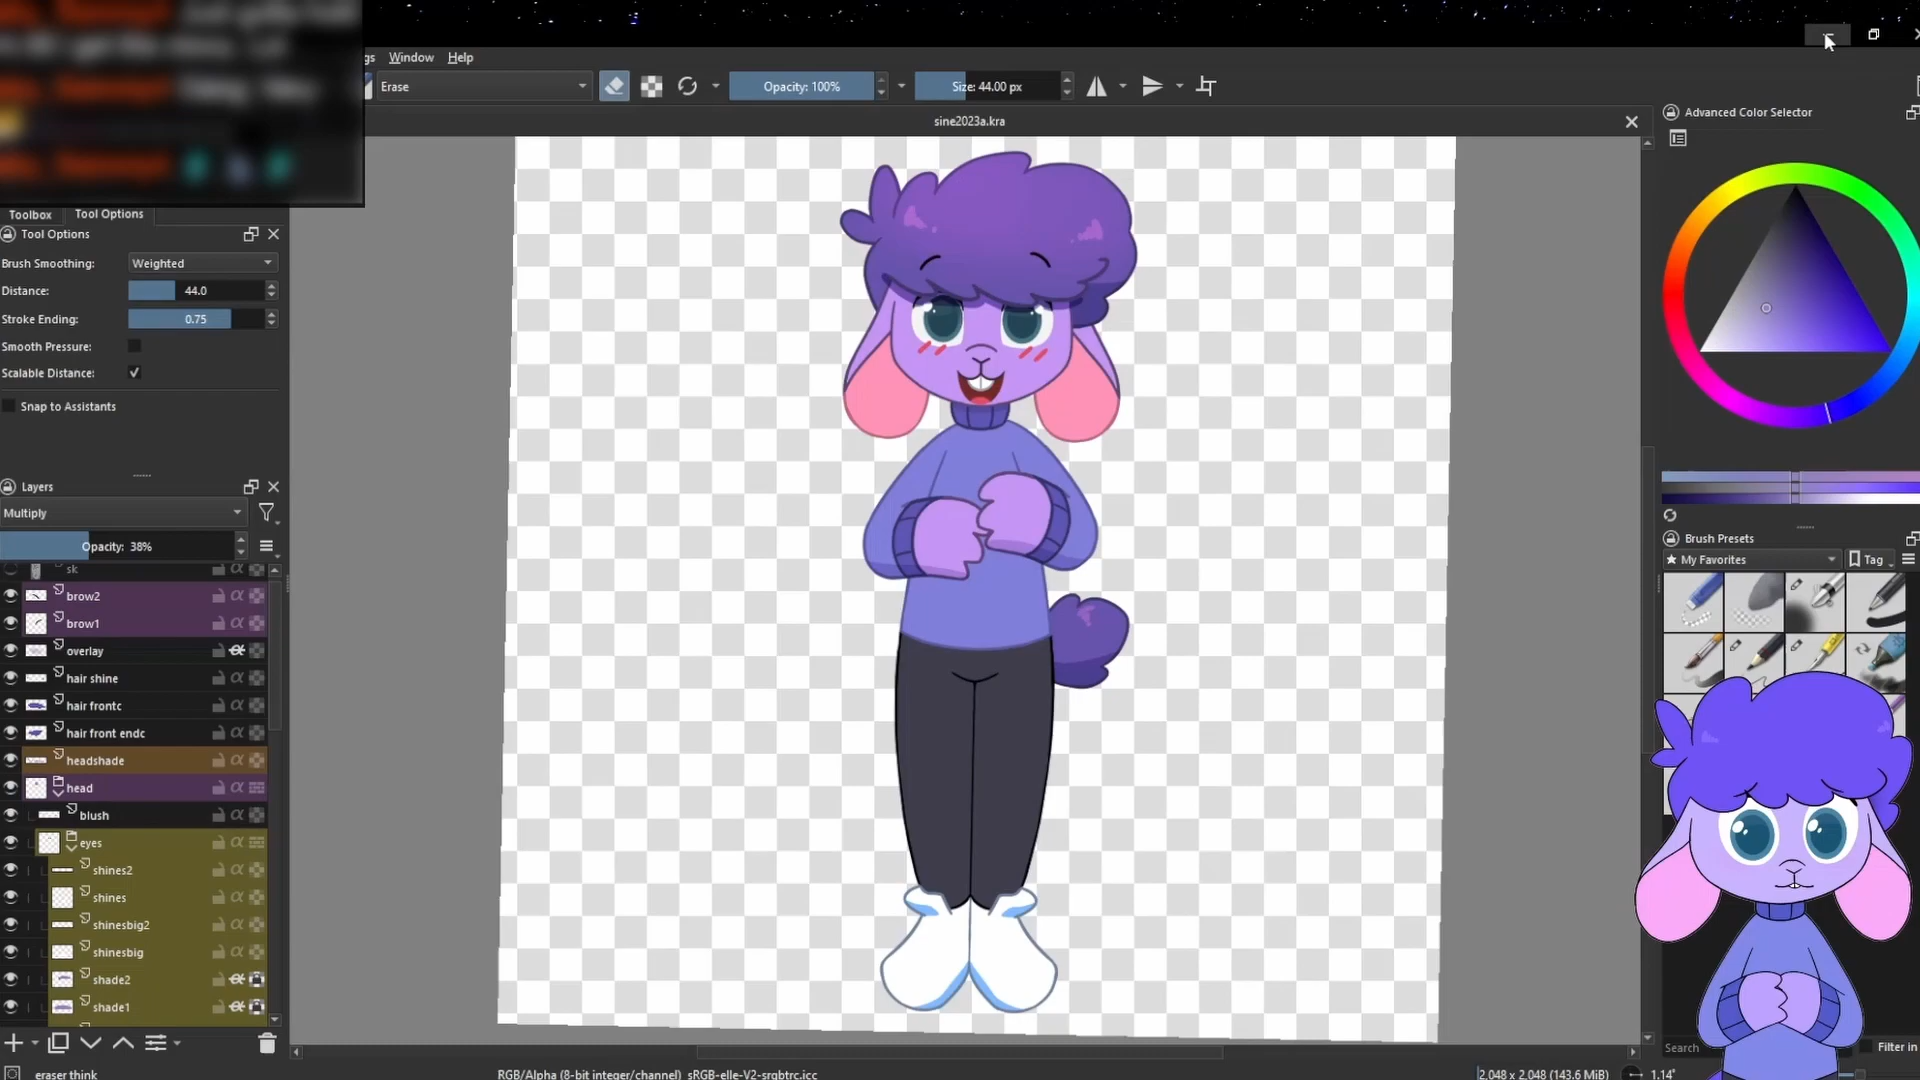 gs Window Help
Erase
Opacity: 100%
Size: 44.00 px
sine2023a.kra
Advanced Color Selector
Toolbox
Tool Options
Tool Options
Brush Smoothing: Weighted
Distance: 44.0
Stroke Ending: 0.75
Smooth Pressure:
Scalable Distance:
Snap to Assistants
Layers
Multiply
Opacity: 38%
sk
brow2
brow1
overlay
hair shine
hair frontc
hair front endc
headshade
head
blush
eyes
shines2
shines
shinesbig2
shinesbig
shade2
shade1
Brush Presets
My Favorites
Tag
Search
Filter in
eraser think
RGB/Alpha (8-bit integer/channel) sRGB-elle-V2-srgbtrc.icc
2,048 x 2,048 (143.6 MiB)
1.14°